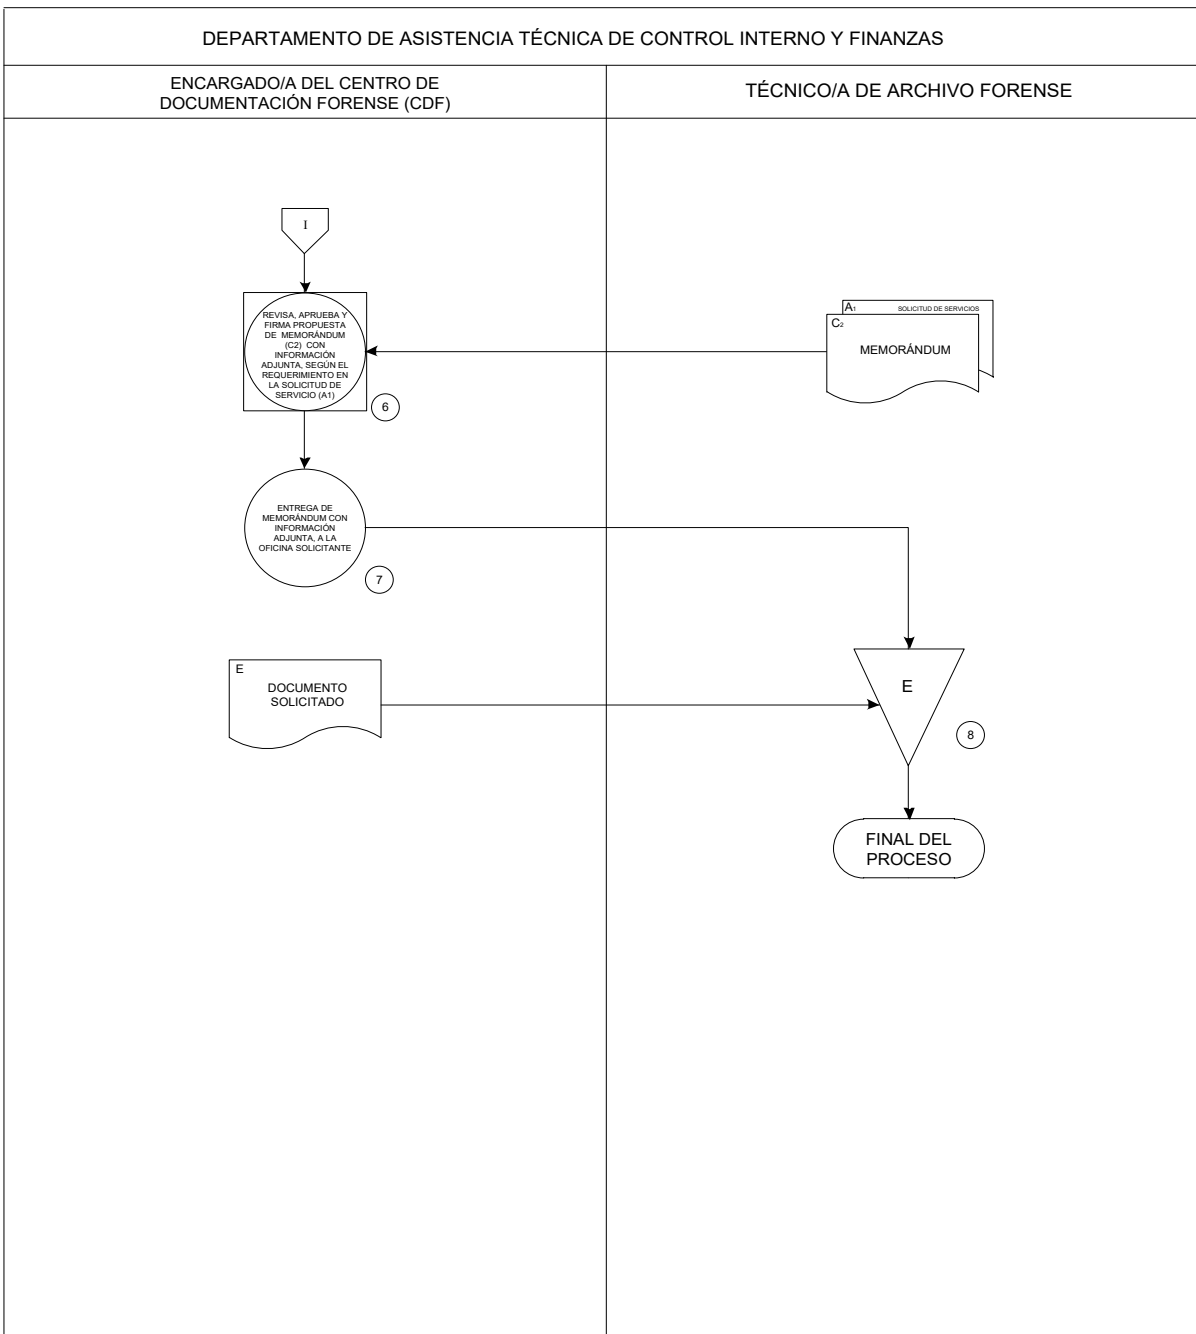 DEPARTAMENTO DE ASISTENCIA TÉCNICA DE CONTROL INTERNO Y FINANZAS
ENCARGADO/A DEL CENTRO DE
DOCUMENTACIÓN FORENSE (CDF)
TÉCNICO/A DE ARCHIVO FORENSE
I
REVISA, APRUEBA Y
FIRMA PROPUESTA
DE MEMORÁNDUM
(C2) CON
INFORMACIÓN
ADJUNTA, SEGÚN EL
REQUERIMIENTO EN
LA SOLICITUD DE
SERVICIO (A1)
6
A1
SOLICITUD DE SERVICIOS
C2
MEMORÁNDUM
ENTREGA DE
MEMORÁNDUM CON
INFORMACIÓN
ADJUNTA, A LA
OFICINA SOLICITANTE
7
E
DOCUMENTO
SOLICITADO
E
8
FINAL DEL
PROCESO